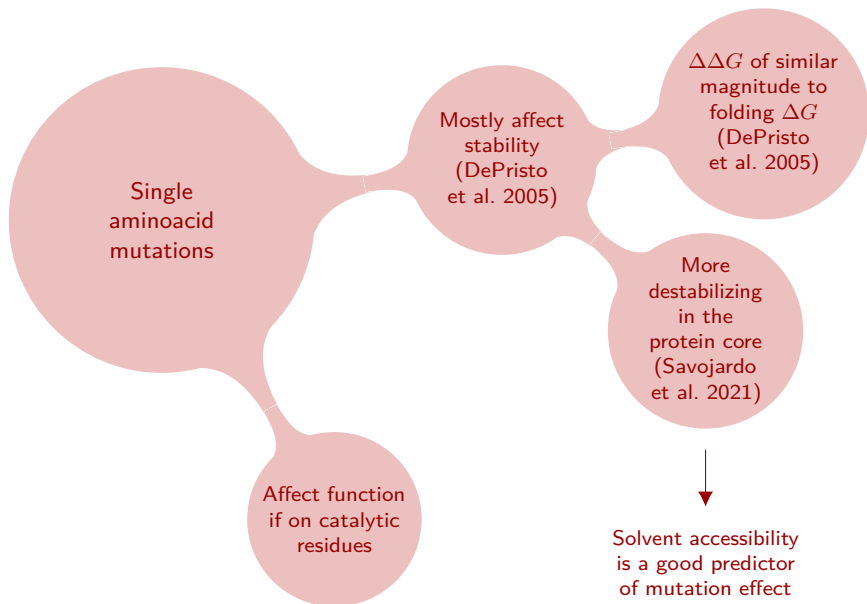 Single
aminoacid
mutations
Mostly affect
stability
(DePristo
et al. 2005)
ΔΔG of similar
magnitude to
folding ΔG
(DePristo
et al. 2005)
More
destabilizing
in the
protein core
(Savojardo
et al. 2021)
Solvent accessibility
is a good predictor
of mutation effect
Affect function
if on catalytic
residues